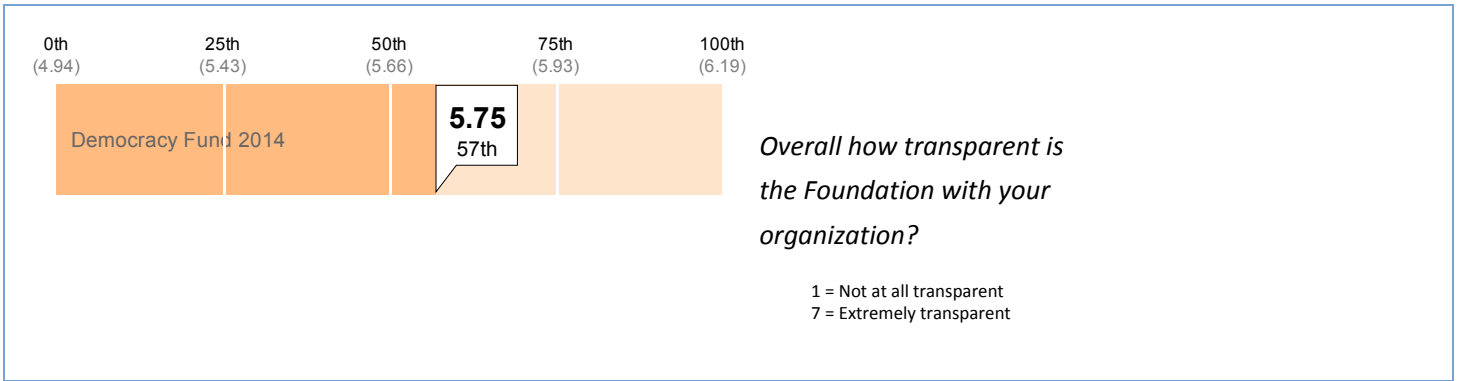 0th 25th 50th 75th 100th
(4.94) (5.43) (5.66) (5.93) (6.19)
Democracy Fund 2014
5.75
57th
Overall how transparent is
the Foundation with your
organization?
1 = Not at all transparent
7 = Extremely transparent